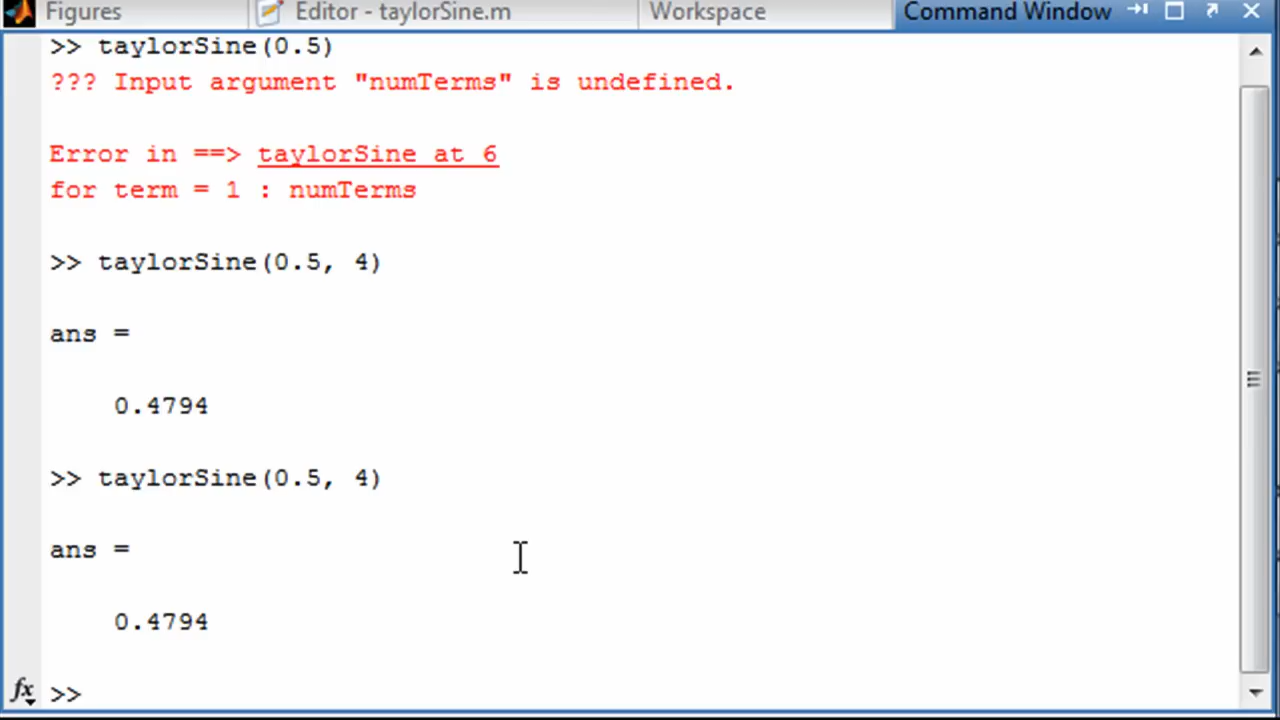 Figures Editor - taylorSine.m Workspace Command Window
>> taylorSine(0.5)
??? Input argument "numTerms" is undefined.
Error in ==> taylorSine at 6
for term = 1 : numTerms
>> taylorSine(0.5, 4)
ans =
0.4794
>> taylorSine(0.5, 4)
ans =
0.4794
fx >>